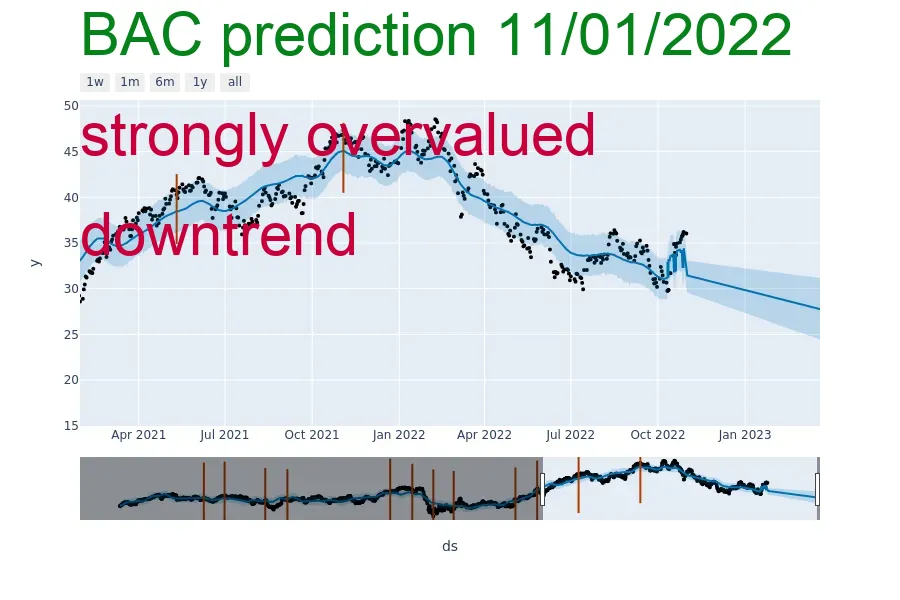 BAC prediction 11/01/2022
1w 1m 6m 1y all
strongly overvalued
downtrend
50
45
40
35
30
25
20
15
y
Apr 2021 Jul 2021 Oct 2021 Jan 2022 Apr 2022 Jul 2022 Oct 2022 Jan 2023
ds